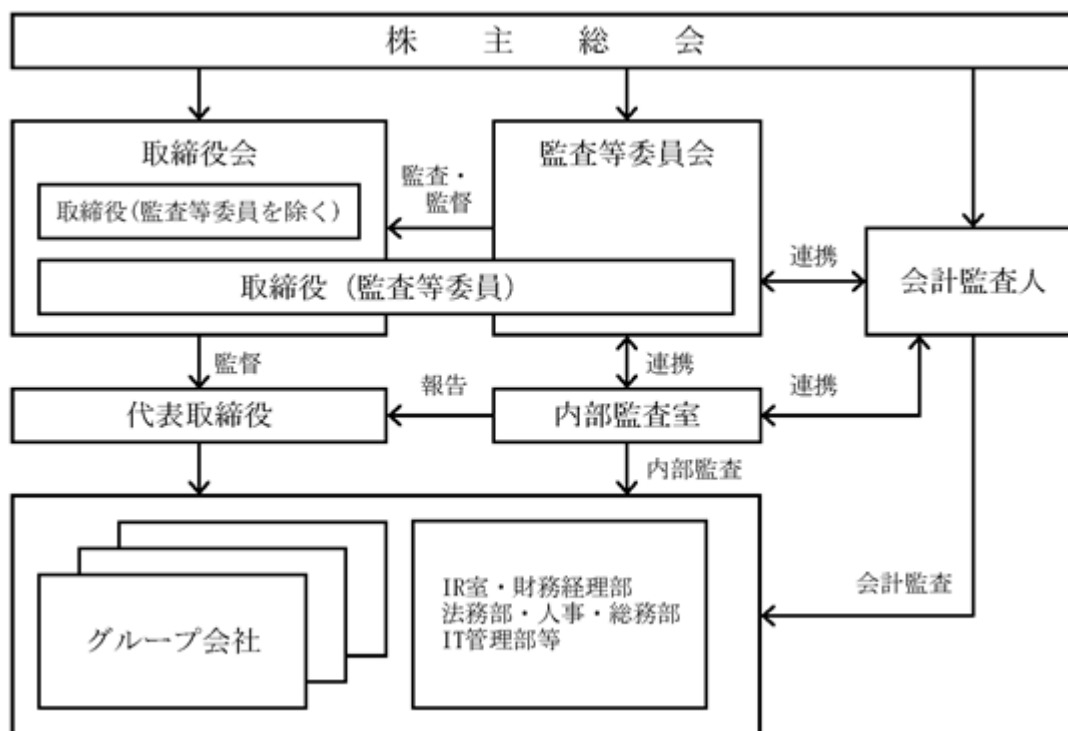 株主総会
取締役会
監査等委員会
監査・
監督
取締役(監査等委員を除く)
連携
会計監査人
取締役（監査等委員）
監督
連携
報告
連携
代表取締役
内部監査室
内部監査
IR室・財務経理部
法務部・人事・総務部
IT管理部等
会計監査
グループ会社